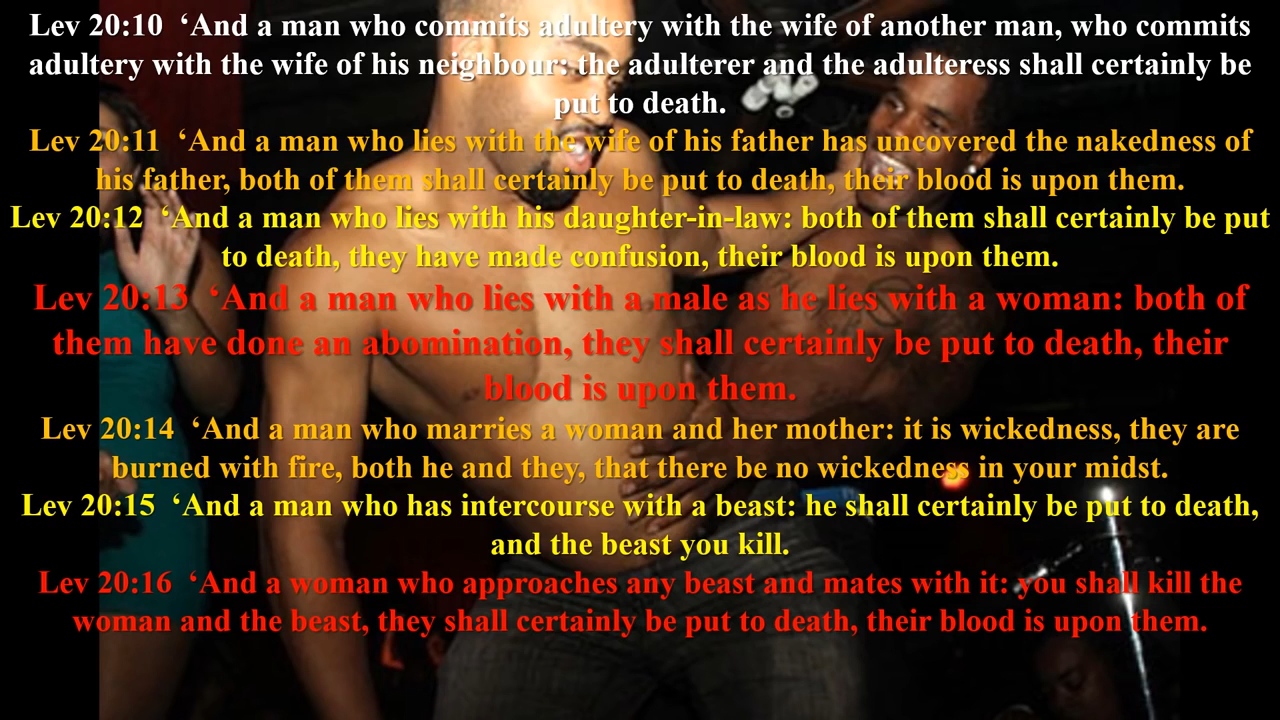 Lev 20:10 ‘And a man who commits adultery with the wife of another man, who commits
adultery with the wife of his neighbour: the adulterer and the adulteress shall certainly be
put to death.
Lev 20:11 ‘And a man who lies with the wife of his father has uncovered the nakedness of
his father, both of them shall certainly be put to death, their blood is upon them.
Lev 20:12 ‘And a man who lies with his daughter-in-law: both of them shall certainly be put
to death, they have made confusion, their blood is upon them.
Lev 20:13 ‘And a man who lies with a male as he lies with a woman: both of
them have done an abomination, they shall certainly be put to death, their
blood is upon them.
Lev 20:14 ‘And a man who marries a woman and her mother: it is wickedness, they are
burned with fire, both he and they, that there be no wickedness in your midst.
Lev 20:15 ‘And a man who has intercourse with a beast: he shall certainly be put to death,
and the beast you kill.
Lev 20:16 ‘And a woman who approaches any beast and mates with it: you shall kill the
woman and the beast, they shall certainly be put to death, their blood is upon them.